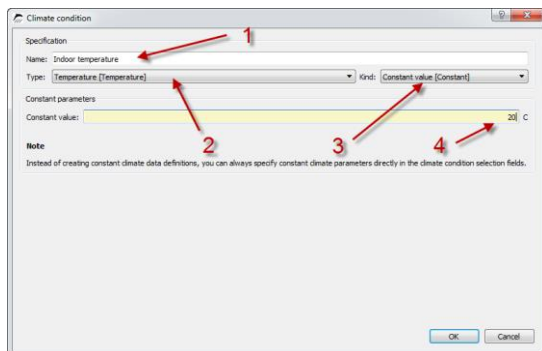 Climate condition
1
Specification
Name: Indoor temperature
Type: Temperature [Temperature] Kind: Constant value [Constant]
Constant parameters
Constant value: 20 C
2 3 4
Note
Instead of creating constant climate data definitions, you can always specify constant climate parameters directly in the climate condition selection fields.
OK Cancel